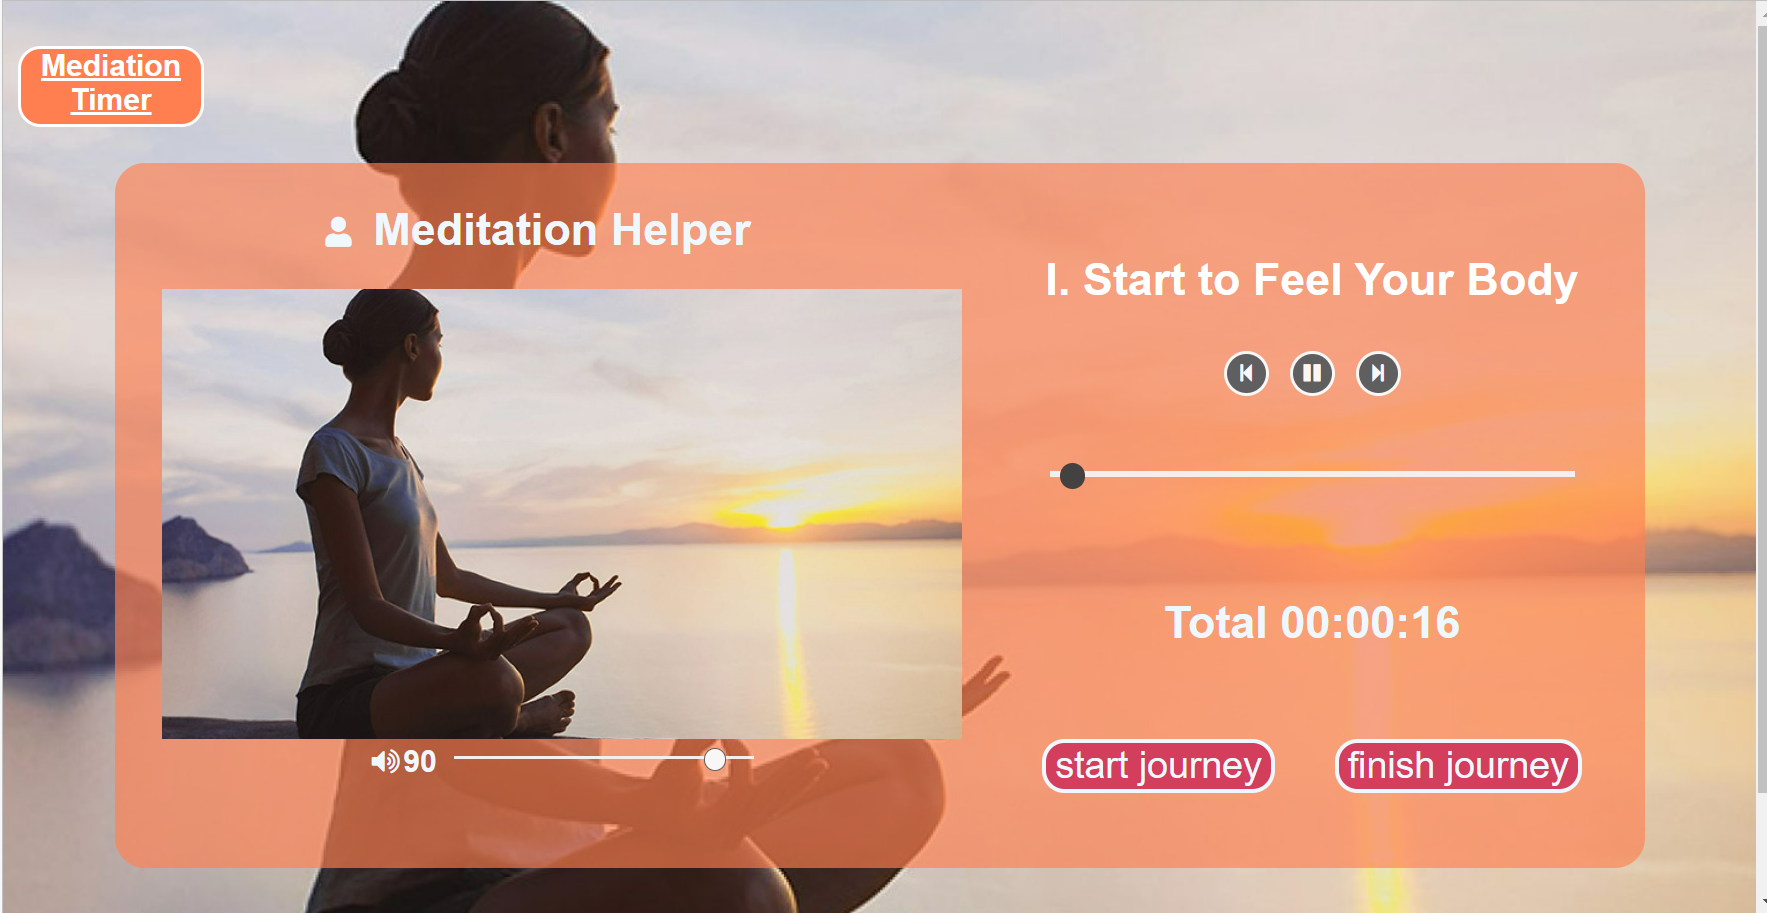 Mediation
Timer
Meditation Helper
I. Start to Feel Your Body
Total 00:00:16
90
start journey
finish journey